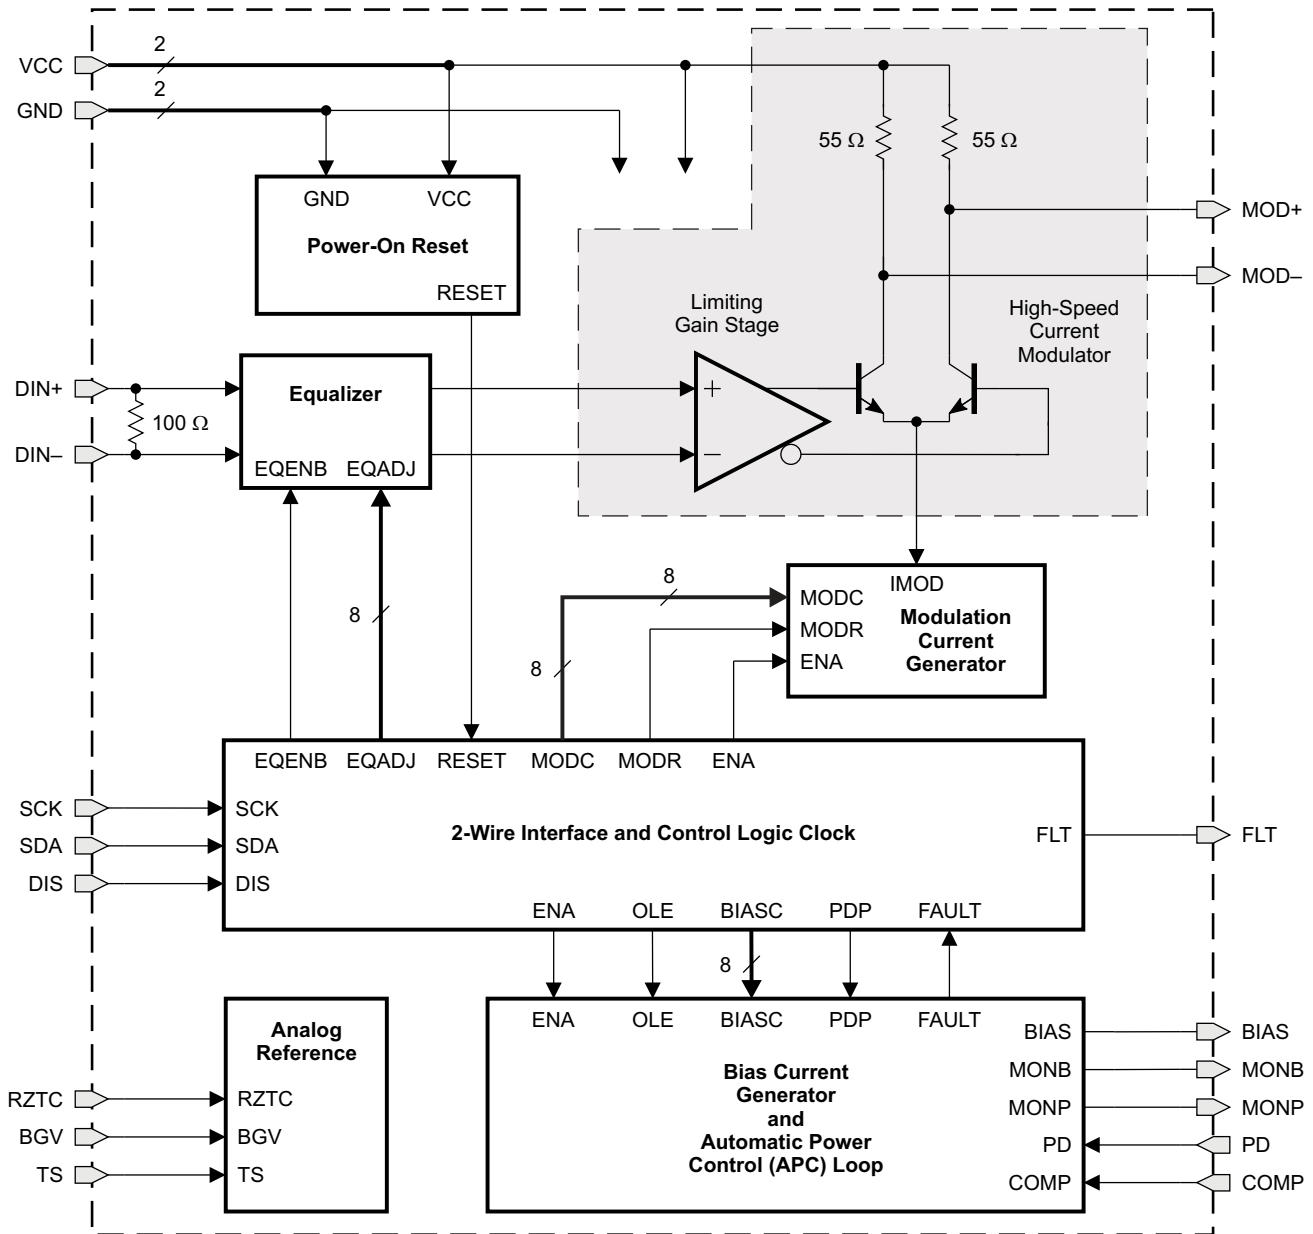 2
VCC
2
GND
55 Ω
55 Ω
GND
VCC
MOD+
Power-On Reset
MOD–
RESET
Limiting
Gain Stage
High-Speed
Current
Modulator
DIN+
Equalizer
+
100 Ω
DIN–
–
EQENB
EQADJ
8
IMOD
MODC
8
Modulation
Current
Generator
MODR
ENA
8
EQENB
EQADJ
RESET
MODC
MODR
ENA
SCK
SCK
2-Wire Interface and Control Logic Clock
FLT
FLT
SDA
SDA
DIS
DIS
ENA
OLE
BIASC
PDP
FAULT
8
ENA
OLE
BIASC
PDP
FAULT
Analog
Reference
BIAS
BIAS
MONB
MONB
Bias Current
Generator
and
Automatic Power
Control (APC) Loop
RZTC
RZTC
MONP
MONP
BGV
BGV
PD
PD
TS
TS
COMP
COMP